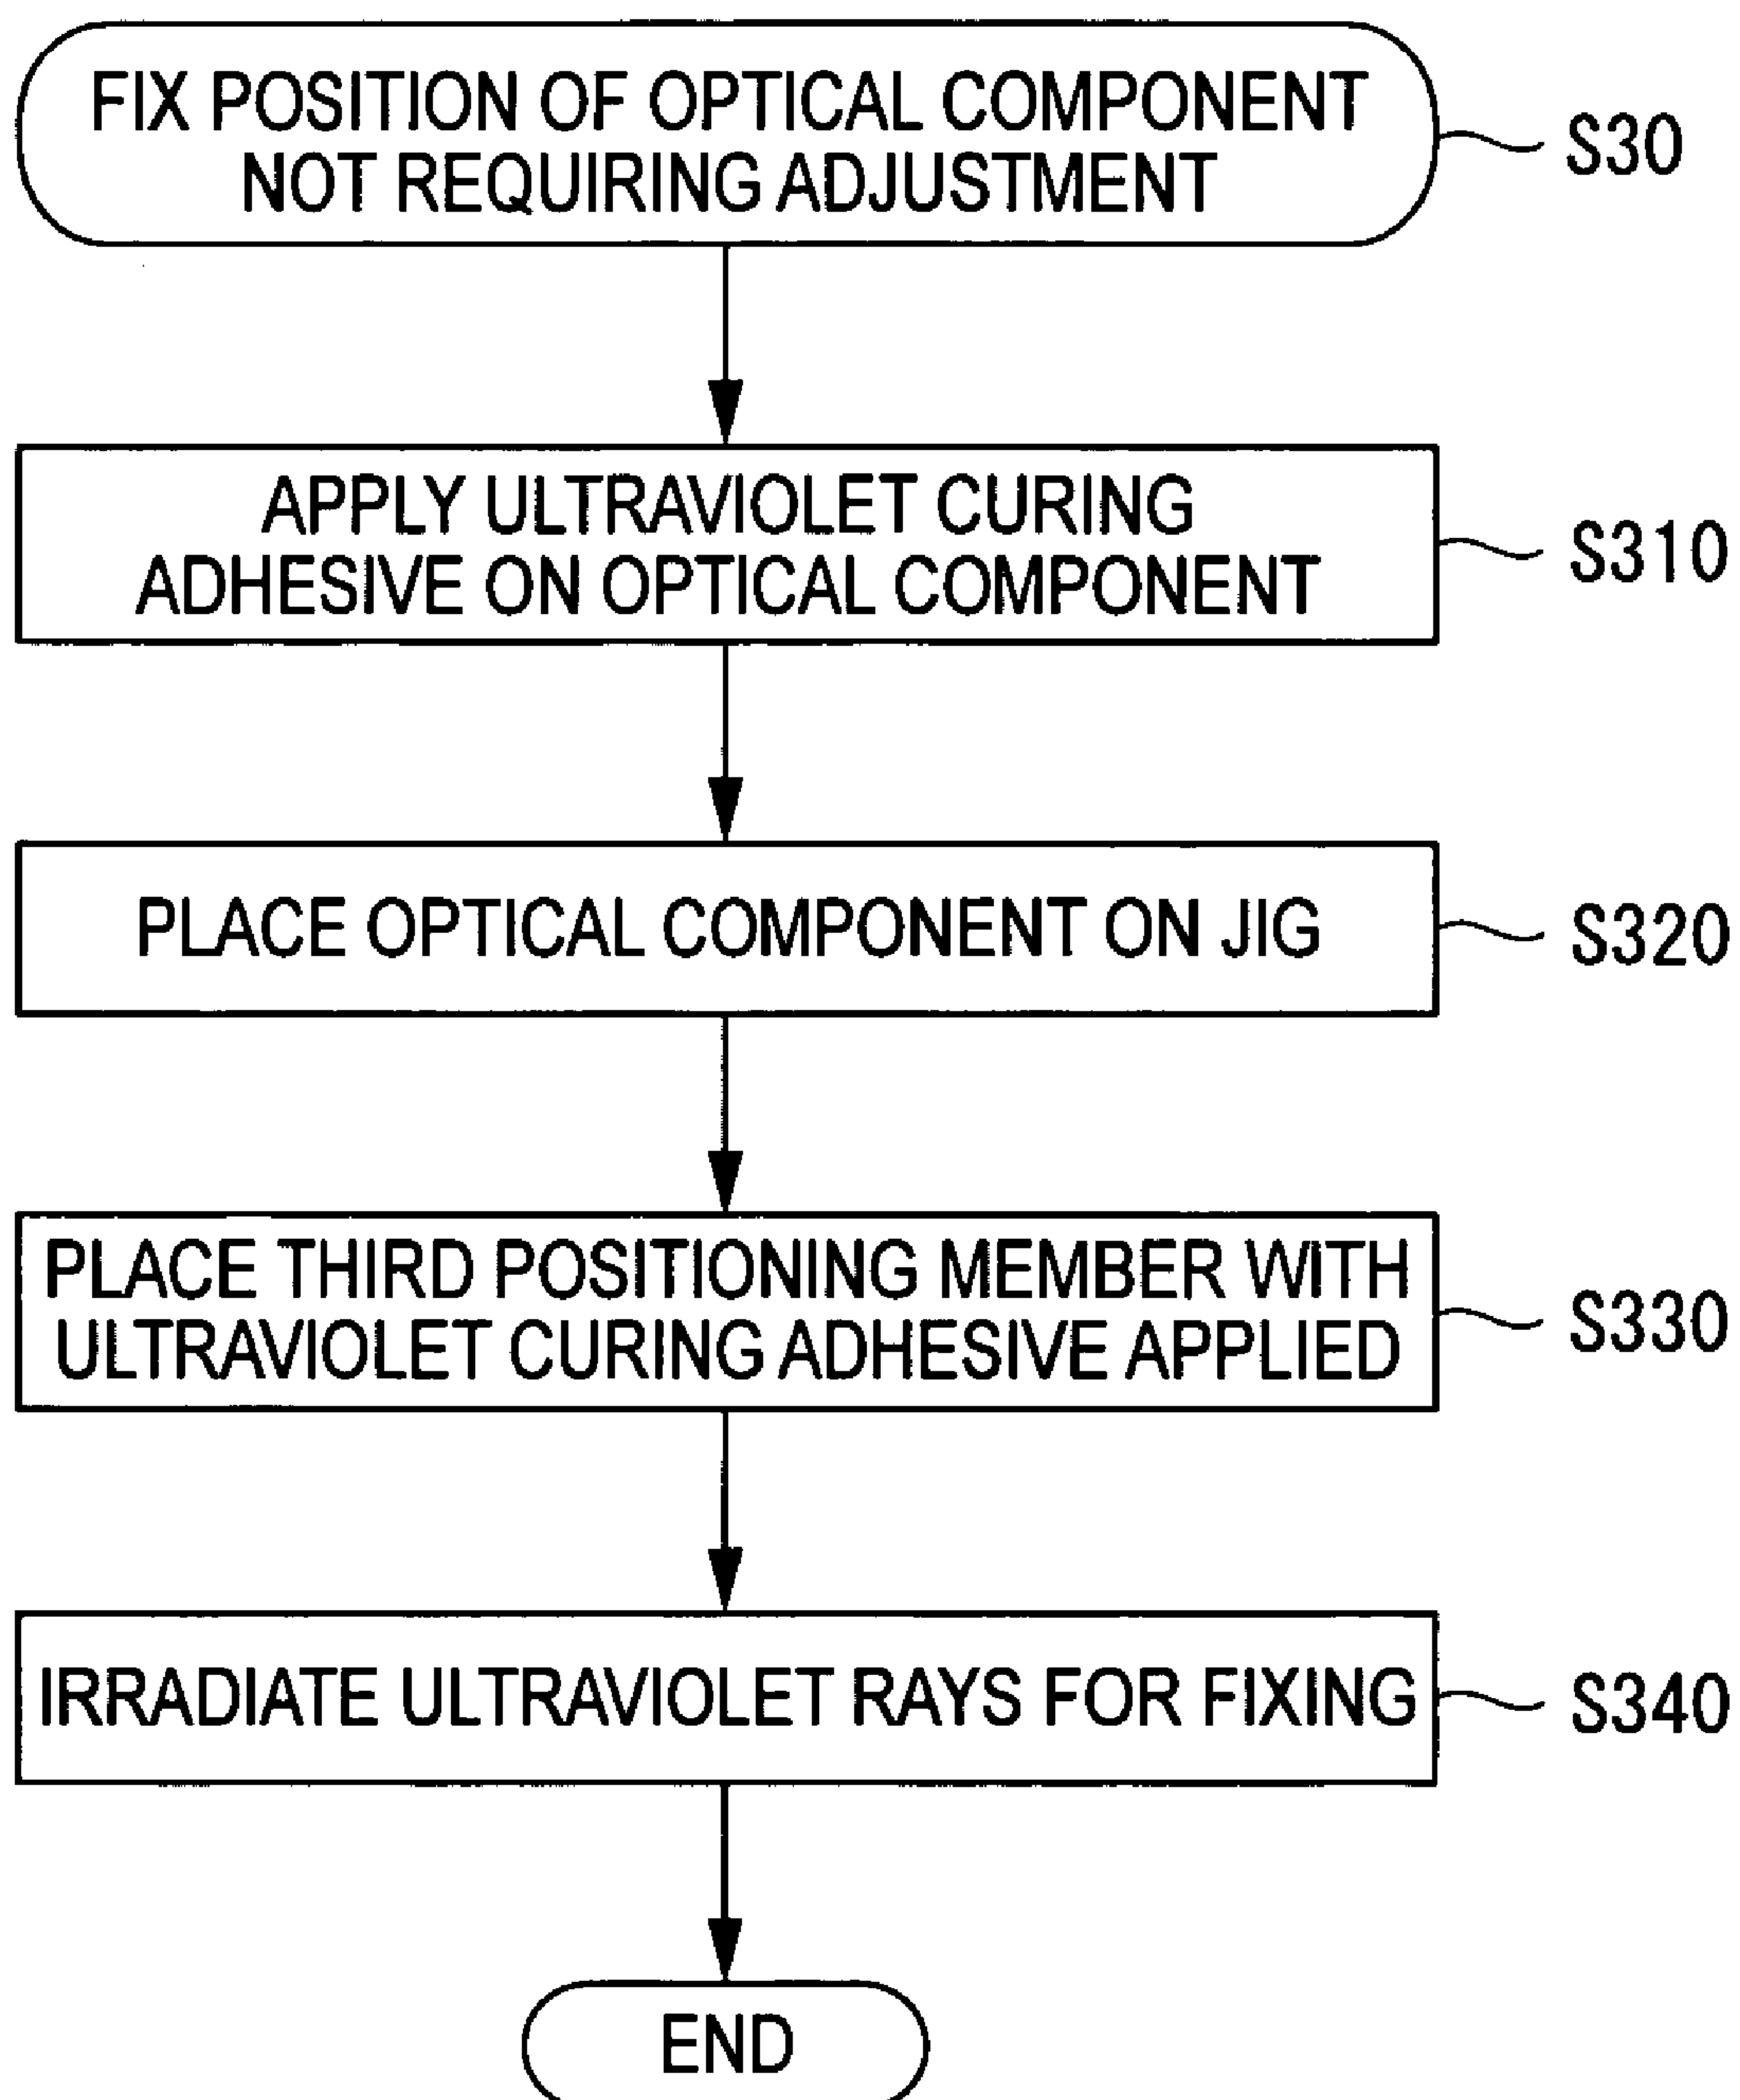 FIX POSITION OF OPTICAL COMPONENT
NOT REQUIRING ADJUSTMENT
S30
APPLY ULTRAVIOLET CURING
ADHESIVE ON OPTICAL COMPONENT
S310
PLACE OPTICAL COMPONENT ON JIG
S320
PLACE THIRD POSITIONING MEMBER WITH
ULTRAVIOLET CURING ADHESIVE APPLIED
S330
IRRADIATE ULTRAVIOLET RAYS FOR FIXING
S340
END